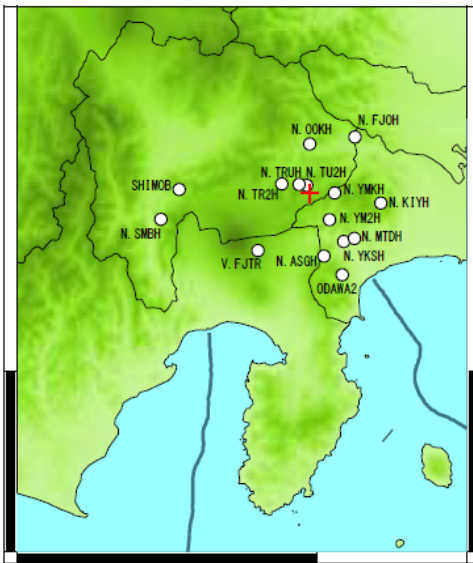 N. FJOH
N. OOKH
N. TRUH
N. TU2H
N. TR2H
SHIMOB
N. YMKH
N. KIYH
N. SMBH
N. YM2H
N. MTDH
V. FJTR
N. ASGH
N. YKSH
ODAWA2